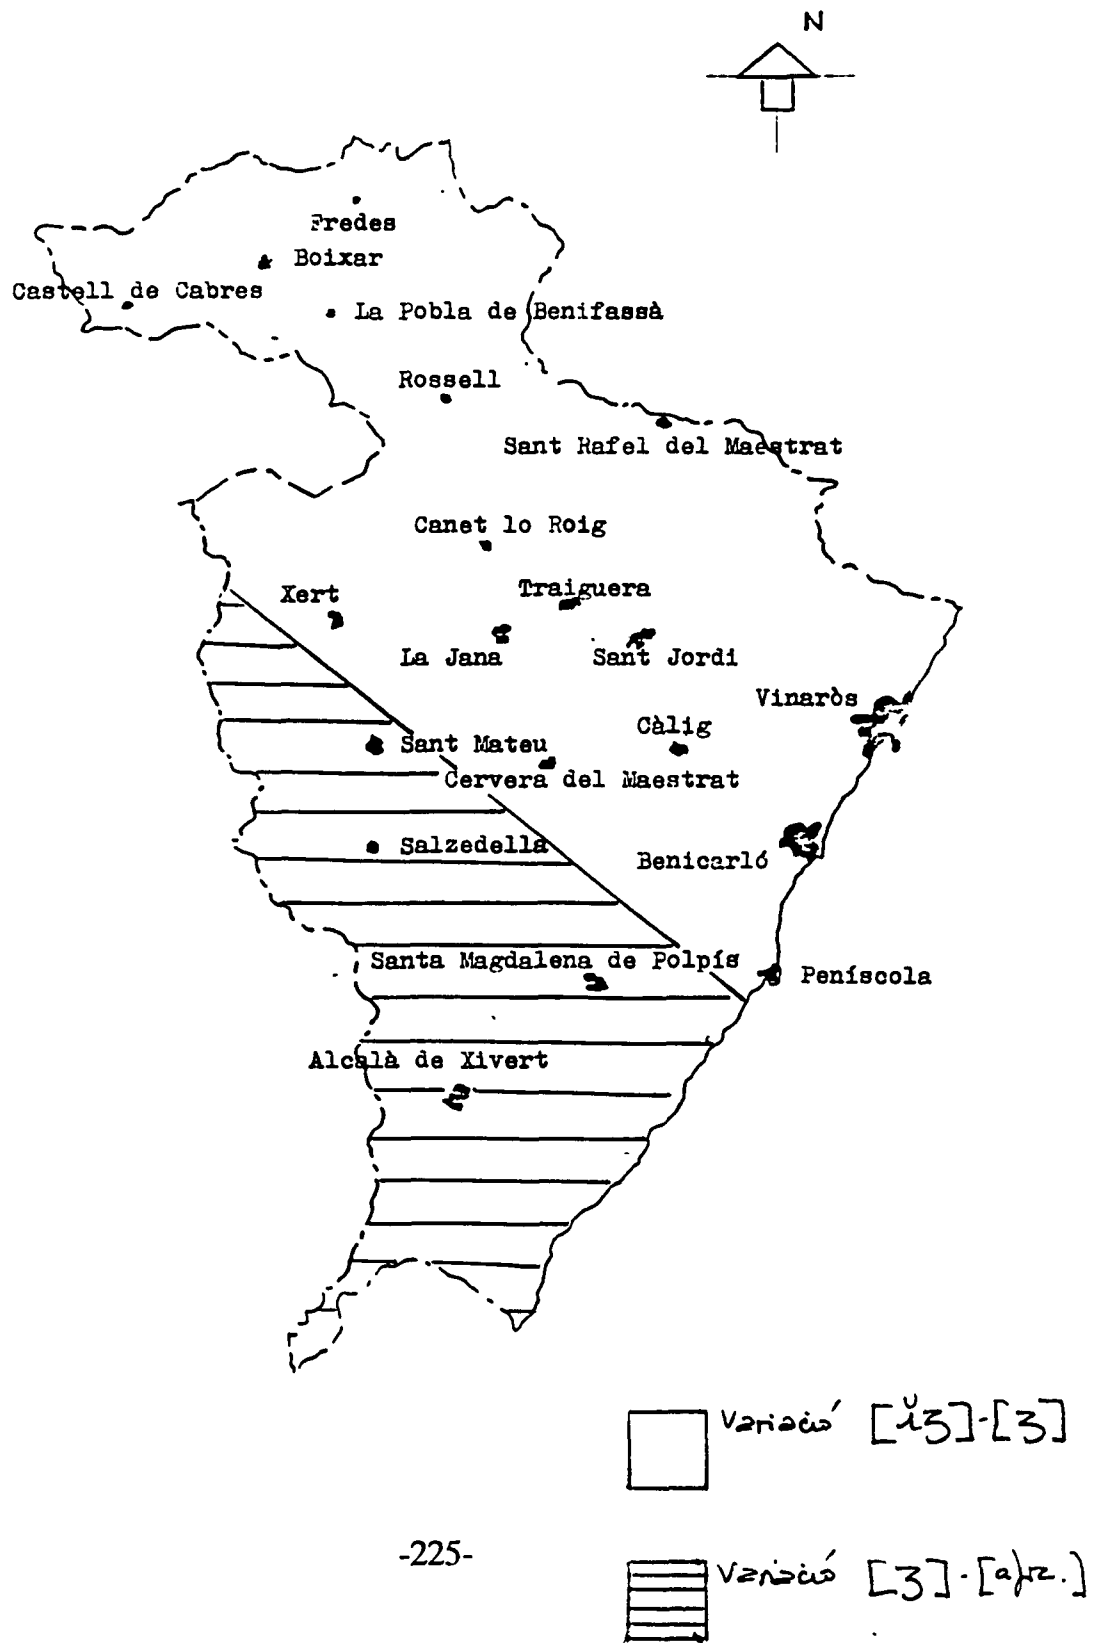 N
Fredes
Boixar
Castell de Cabres
La Pobla de Benifassà
Rossell
Sant Rafel del Maestrat
Canet lo Roig
Xert
Traiguera
La Jana
Sant Jordi
Vinaròs
Càlig
Sant Mateu
Cervera del Maestrat
Salzedella
Benicarló
Santa Magdalena de Polpís
Peníscola
Alcalà de Xivert
Variació [ĭʒ]-[ʒ]
-225-
Variació [ʒ]-[afr.]